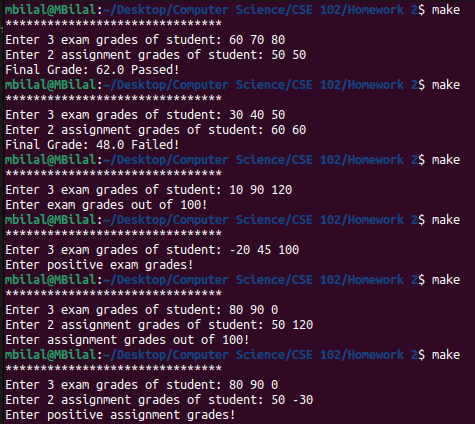 mbilal@MBilal:~/Desktop/Computer Science/CSE 102/Homework 2$ make
*******************************
Enter 3 exam grades of student: 60 70 80
Enter 2 assignment grades of student: 50 50
Final Grade: 62.0 Passed!
mbilal@MBilal:~/Desktop/Computer Science/CSE 102/Homework 2$ make
*******************************
Enter 3 exam grades of student: 30 40 50
Enter 2 assignment grades of student: 60 60
Final Grade: 48.0 Failed!
mbilal@MBilal:~/Desktop/Computer Science/CSE 102/Homework 2$ make
*******************************
Enter 3 exam grades of student: 10 90 120
Enter exam grades out of 100!
mbilal@MBilal:~/Desktop/Computer Science/CSE 102/Homework 2$ make
*******************************
Enter 3 exam grades of student: -20 45 100
Enter positive exam grades!
mbilal@MBilal:~/Desktop/Computer Science/CSE 102/Homework 2$ make
*******************************
Enter 3 exam grades of student: 80 90 0
Enter 2 assignment grades of student: 50 120
Enter assignment grades out of 100!
mbilal@MBilal:~/Desktop/Computer Science/CSE 102/Homework 2$ make
*******************************
Enter 3 exam grades of student: 80 90 0
Enter 2 assignment grades of student: 50 -30
Enter positive assignment grades!